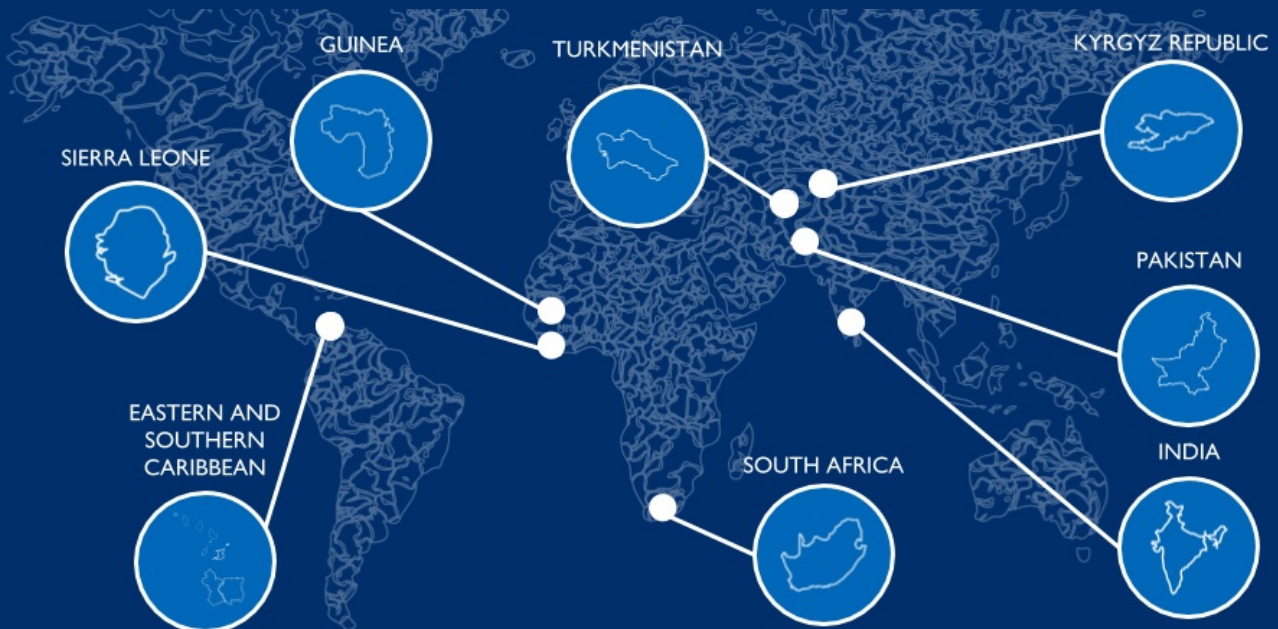 GUINEA
TURKMENISTAN
KYRGYZ REPUBLIC
SIERRA LEONE
PAKISTAN
EASTERN AND
SOUTHERN
CARIBBEAN
SOUTH AFRICA
INDIA